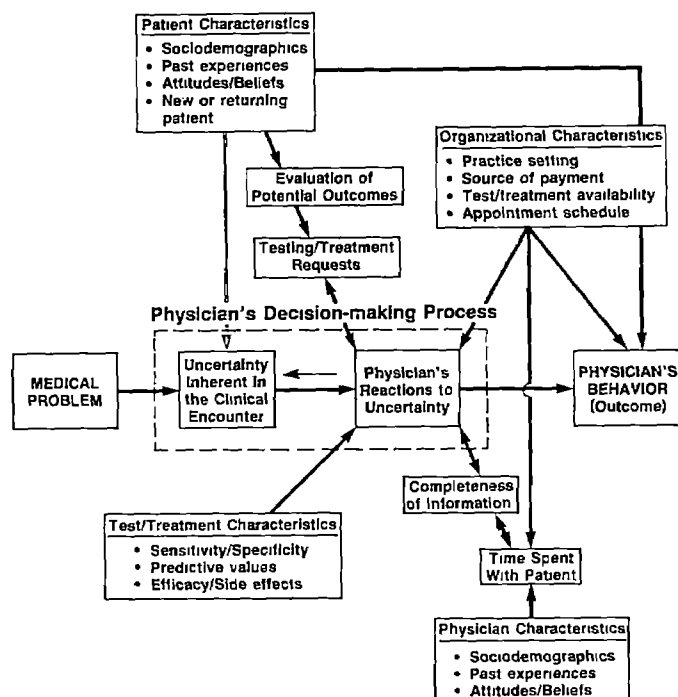 Patient Characteristics
• Sociodemographics
• Past experiences
• Attitudes/Beliefs
• New or returning
patient
Organizational Characteristics
• Practice setting
• Source of payment
• Test/treatment availability
• Appointment schedule
Evaluation of
Potential Outcomes
Testing/Treatment
Requests
Physician's Decision-making Process
MEDICAL
PROBLEM
Uncertainty
Inherent In
the Clinical
Encounter
Physician's
Reactions to
Uncertainty
PHYSICIAN'S
BEHAVIOR
(Outcome)
Completeness
of Information
Test/Treatment Characteristics
• Sensitivity/Specificity
• Predictive values
• Efficacy/Side effects
Time Spent
With Patient
Physician Characteristics
• Sociodemographics
• Past experiences
• Attitudes/Beliefs